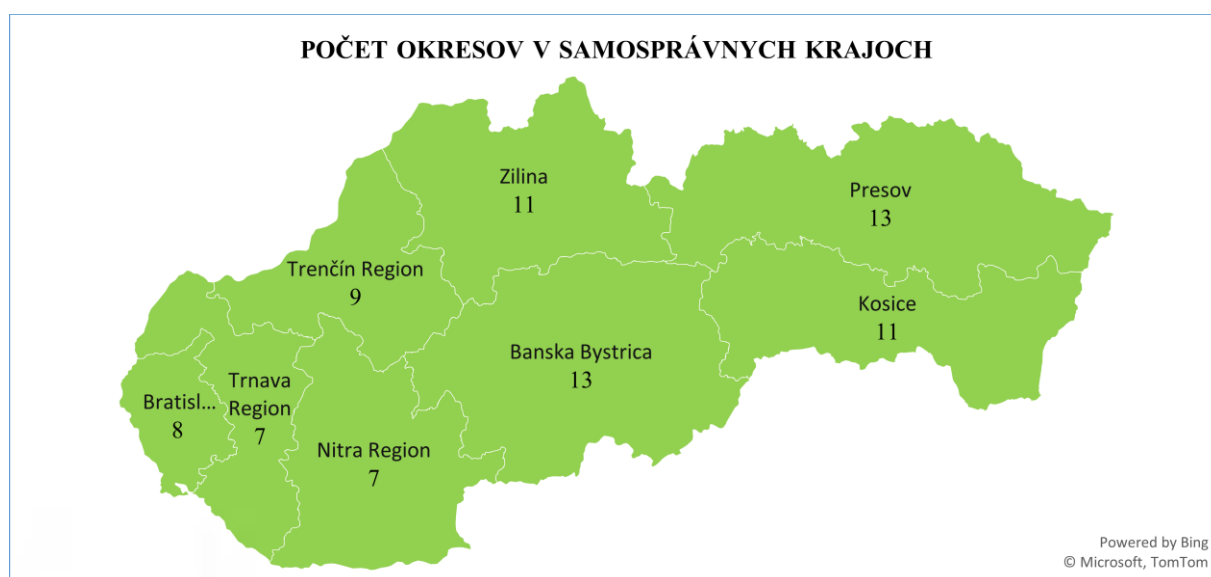 POČET OKRESOV V SAMOSPRÁVNYCH KRAJOCH
Zilina
11
Presov
13
Trenčín Region
9
Kosice
11
Banska Bystrica
13
Trnava
Region
7
Bratisl...
8
Nitra Region
7
Powered by Bing
© Microsoft, TomTom